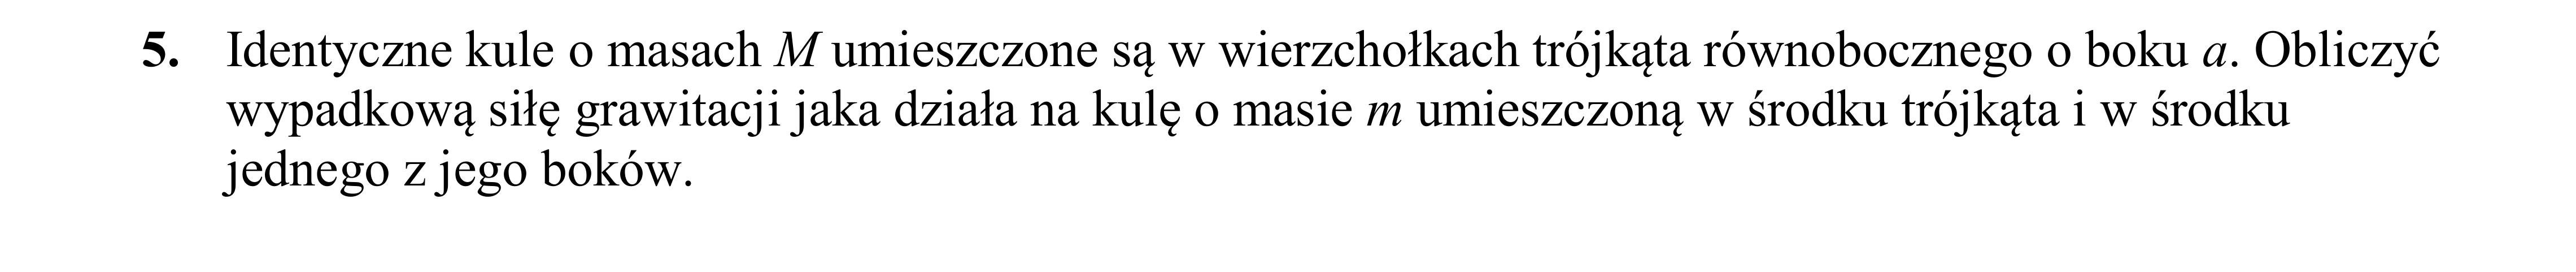 5. Identyczne kule o masach M umieszczone są w wierzchołkach trójkąta równobocznego o boku a. Obliczyć
wypadkową siłę grawitacji jaka działa na kulę o masie m umieszczoną w środku trójkąta i w środku
jednego z jego boków.